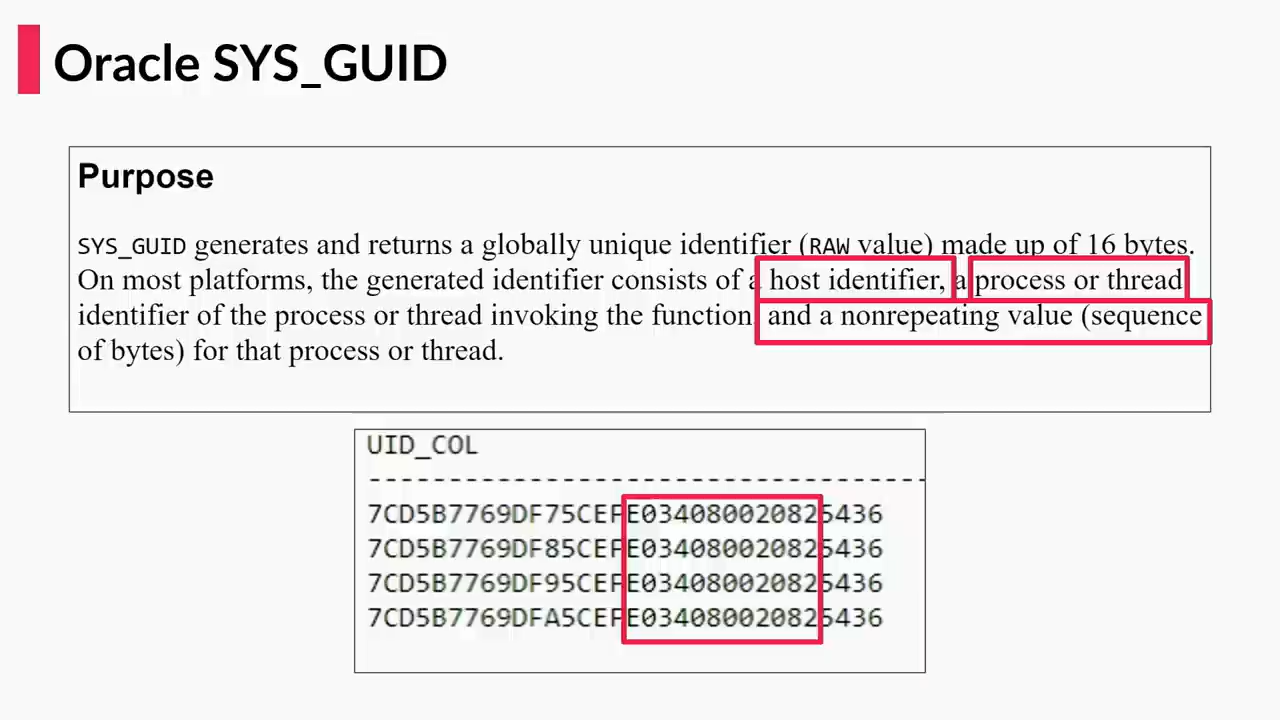 Oracle SYS_GUID
Purpose
SYS_GUID generates and returns a globally unique identifier (RAW value) made up of 16 bytes.
On most platforms, the generated identifier consists of a host identifier, a process or thread
identifier of the process or thread invoking the function, and a nonrepeating value (sequence
of bytes) for that process or thread.
UID_COL
----------------------------------
7CD5B7769DF75CEFE034080020825436
7CD5B7769DF85CEFE034080020825436
7CD5B7769DF95CEFE034080020825436
7CD5B7769DFA5CEFE034080020825436